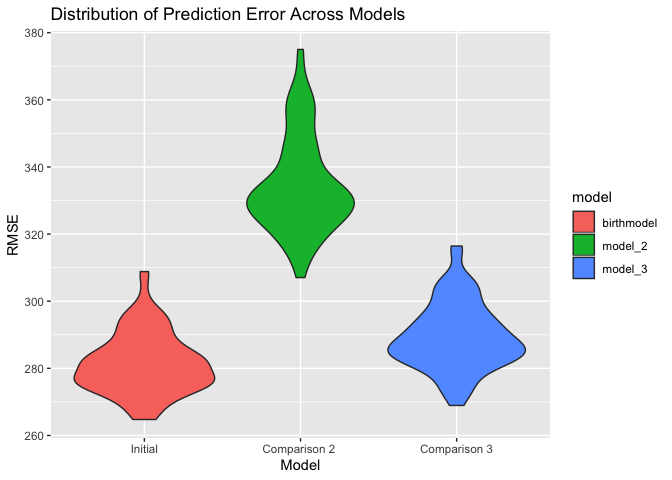 Distribution of Prediction Error Across Models
380
360
340
320
300
280
260
RMSE
Initial
Comparison 2
Comparison 3
Model
model
birthmodel
model_2
model_3